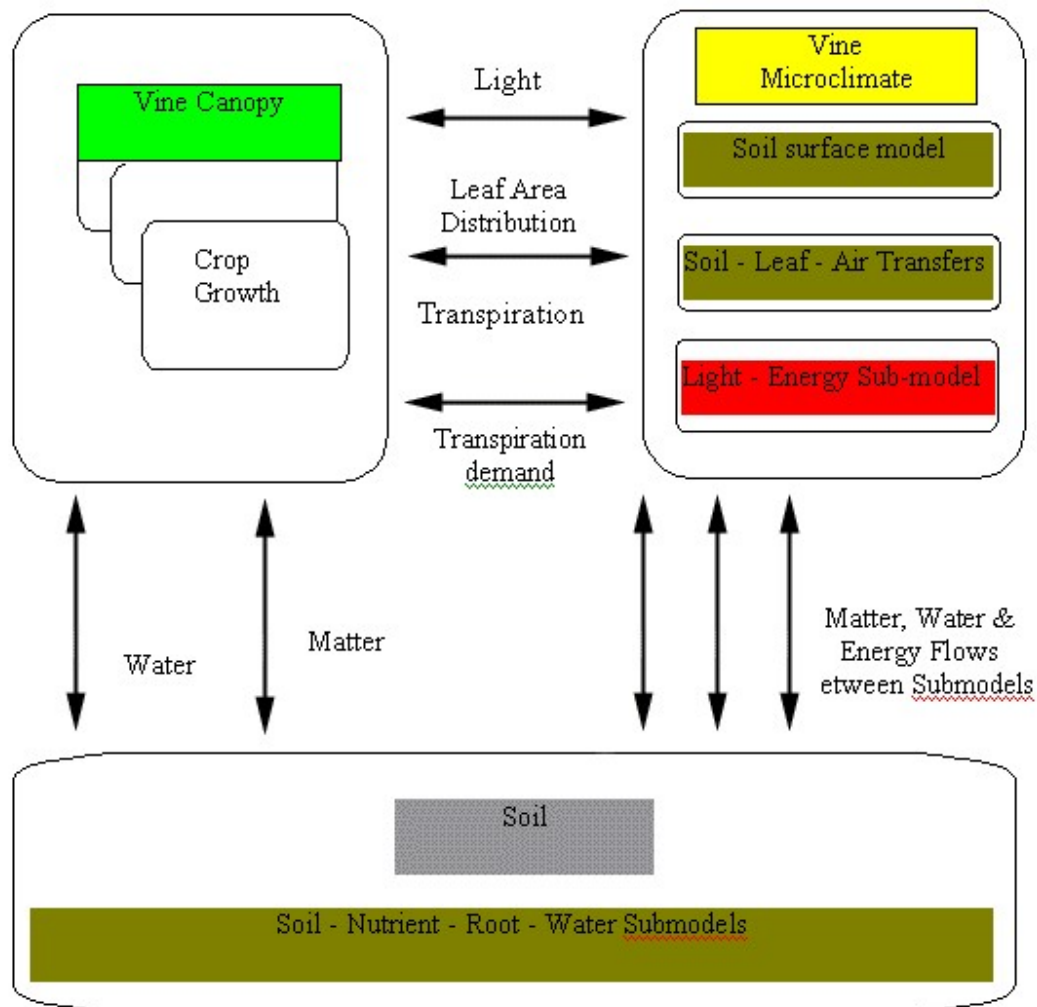 Vine Canopy
Crop
Growth
Light
Leaf Area
Distribution
Transpiration
Transpiration
demand
Vine
Microclimate
Soil surface model
Soil - Leaf - Air Transfers
Light - Energy Sub-model
Water
Matter
Matter, Water &
Energy Flows
etween Submodels
Soil
Soil - Nutrient - Root - Water Submodels